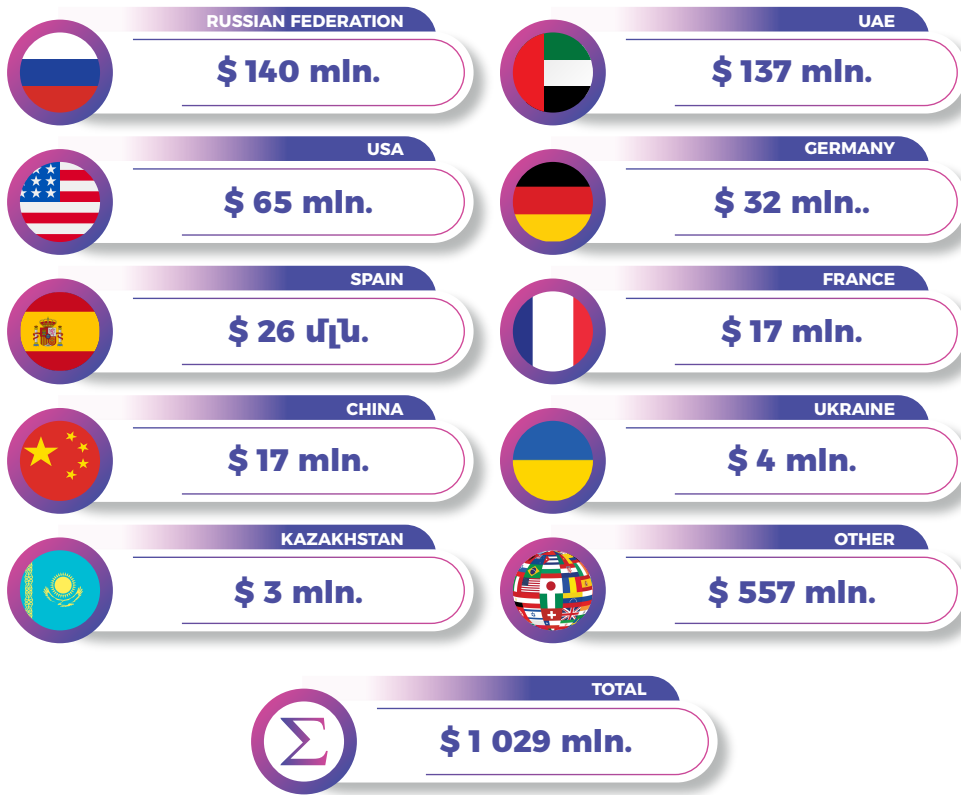 RUSSIAN FEDERATION
$ 140 mln.
UAE
$ 137 mln.
USA
$ 65 mln.
GERMANY
$ 32 mln..
SPAIN
$ 26 մլն.
FRANCE
$ 17 mln.
CHINA
$ 17 mln.
UKRAINE
$ 4 mln.
KAZAKHSTAN
$ 3 mln.
OTHER
$ 557 mln.
TOTAL
Σ
$ 1 029 mln.